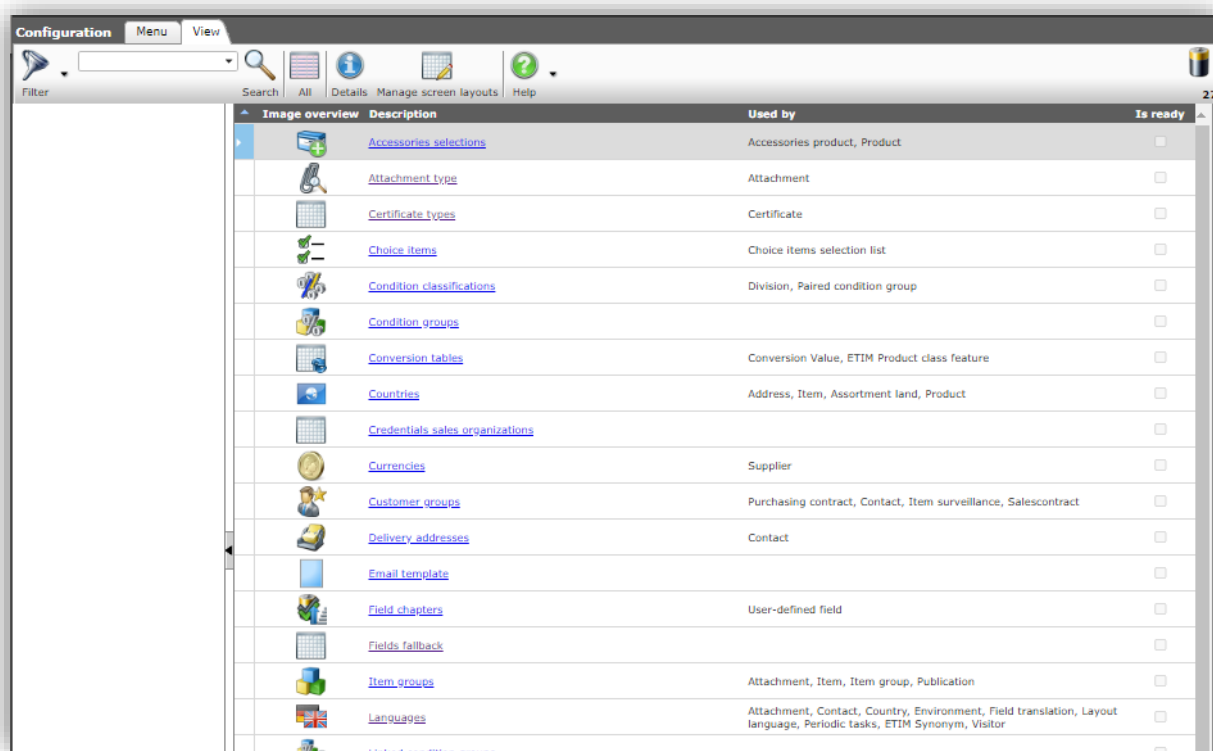 Configuration Menu View
Filter Search All Details Manage screen layouts Help 27
Image overview Description Used by Is ready
Accessories selections Accessories product, Product
Attachment type Attachment
Certificate types Certificate
Choice items Choice items selection list
Condition classifications Division, Paired condition group
Condition groups
Conversion tables Conversion Value, ETIM Product class feature
Countries Address, Item, Assortment land, Product
Credentials sales organizations
Currencies Supplier
Customer groups Purchasing contract, Contact, Item surveillance, Salescontract
Delivery addresses Contact
Email template
Field chapters User-defined field
Fields fallback
Item groups Attachment, Item, Item group, Publication
Languages Attachment, Contact, Country, Environment, Field translation, Layout
language, Periodic tasks, ETIM Synonym, Visitor